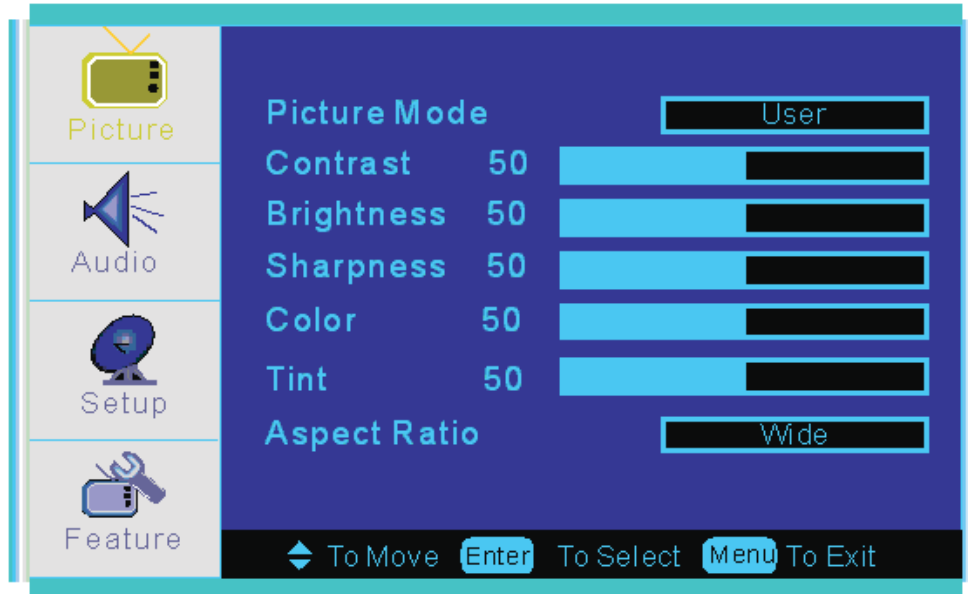 Picture
Audio
Setup
Feature
Picture Mode User
Contrast 50
Brightness 50
Sharpness 50
Color 50
Tint 50
Aspect Ratio Wide
To Move Enter To Select Menu To Exit